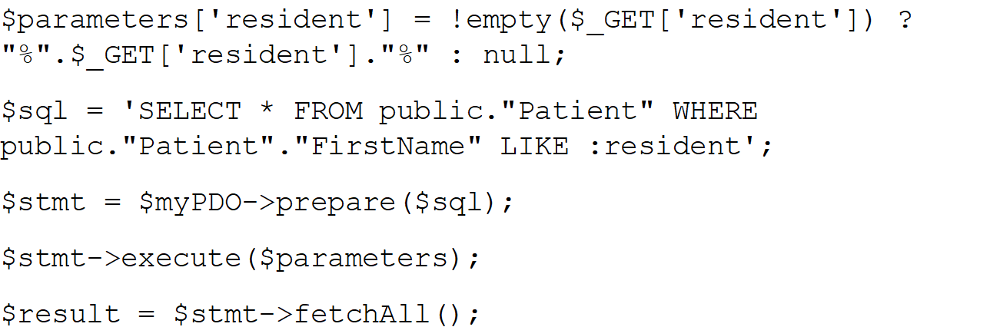 $parameters['resident'] = !empty($_GET['resident']) ?
"%".$_GET['resident']."%" : null;
$sql = 'SELECT * FROM public."Patient" WHERE
public."Patient"."FirstName" LIKE :resident';
$stmt = $myPDO->prepare($sql);
$stmt->execute($parameters);
$result = $stmt->fetchAll();